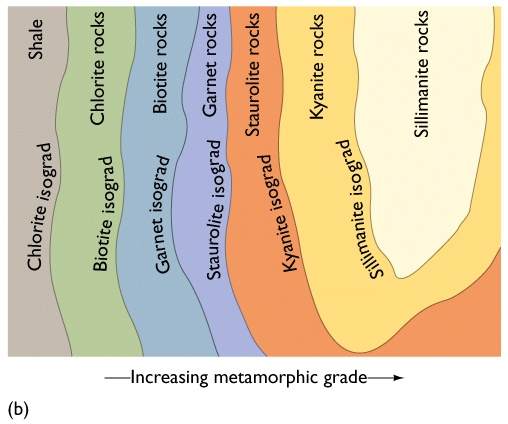 Shale
Chlorite rocks
Biotite rocks
Garnet rocks
Staurolite rocks
Kyanite rocks
Sillimanite rocks
Chlorite isograd
Biotite isograd
Garnet isograd
Staurolite isograd
Kyanite isograd
Sillimanite isograd
Increasing metamorphic grade
(b)